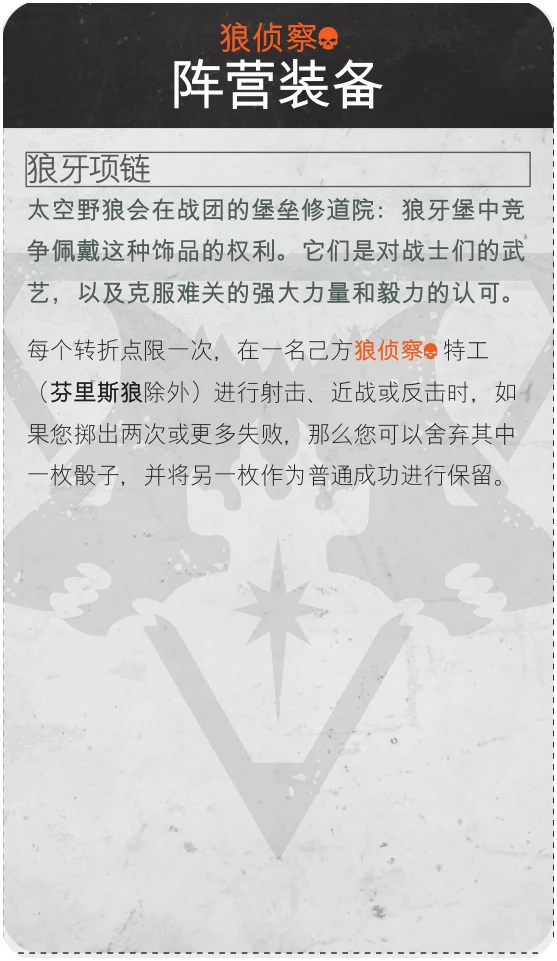 狼侦察
阵营装备
狼牙项链
太空野狼会在战团的堡垒修道院：狼牙堡中竞
争佩戴这种饰品的权利。它们是对战士们的武
艺，以及克服难关的强大力量和毅力的认可。
每个转折点限一次，在一名己方狼侦察 特工
（芬里斯狼除外）进行射击、近战或反击时，如
果您掷出两次或更多失败，那么您可以舍弃其中
一枚骰子，并将另一枚作为普通成功进行保留。